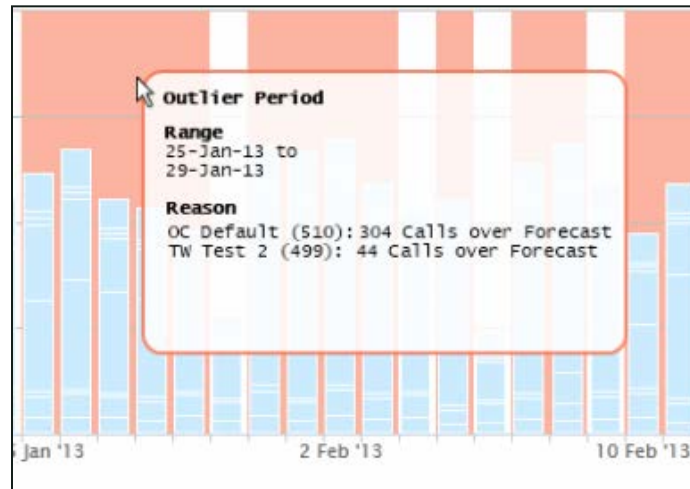 Outlier Period
Range
25-Jan-13 to
29-Jan-13
Reason
OC Default (510): 304 Calls over Forecast
TW Test 2 (499): 44 Calls over Forecast
Jan '13
2 Feb '13
10 Feb '13